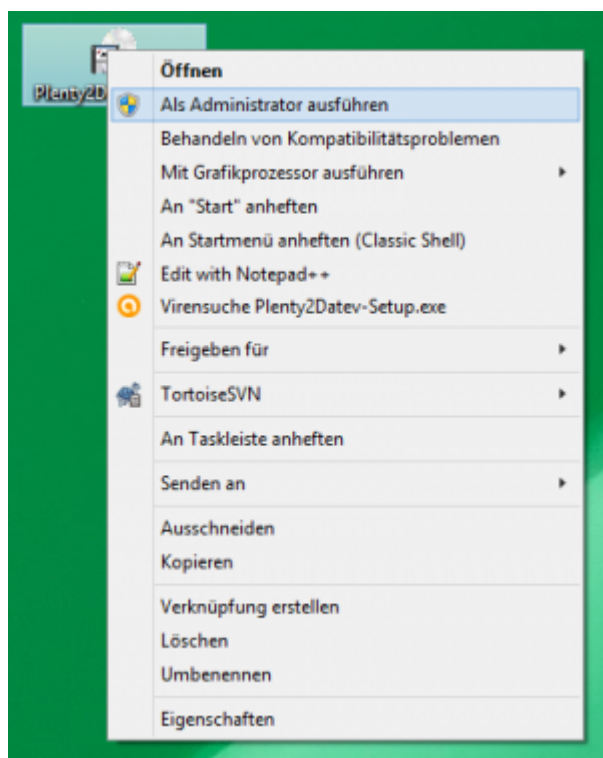 Plenty2D
Öffnen
Als Administrator ausführen
Behandeln von Kompatibilitätsproblemen
Mit Grafikprozessor ausführen
An "Start" anheften
An Startmenü anheften (Classic Shell)
Edit with Notepad++
Virensuche Plenty2Datev-Setup.exe
Freigeben für
TortoiseSVN
An Taskleiste anheften
Senden an
Ausschneiden
Kopieren
Verknüpfung erstellen
Löschen
Umbenennen
Eigenschaften